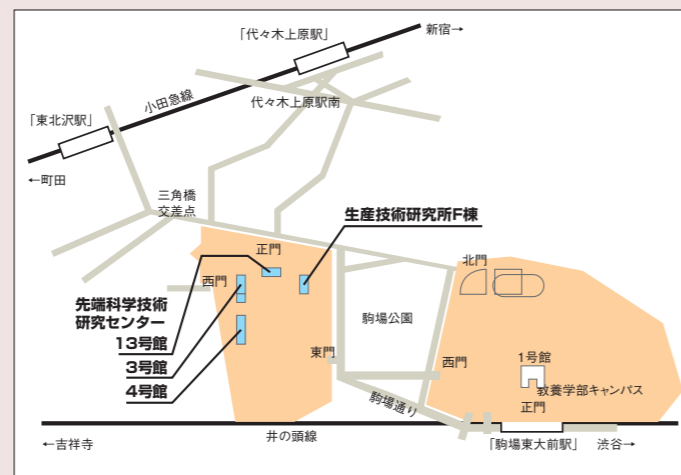 「代々木上原駅」
新宿→
小田急線
代々木上原駅南
「東北沢駅」
←町田
三角橋
交差点
生産技術研究所F棟
正門
北門
西門
先端科学技術
研究センター
13号館
3号館
4号館
駒場公園
東門
西門
1号館
教養学部キャンパス
正門
駒場通り
井の頭線
←吉祥寺
「駒場東大前駅」
渋谷→